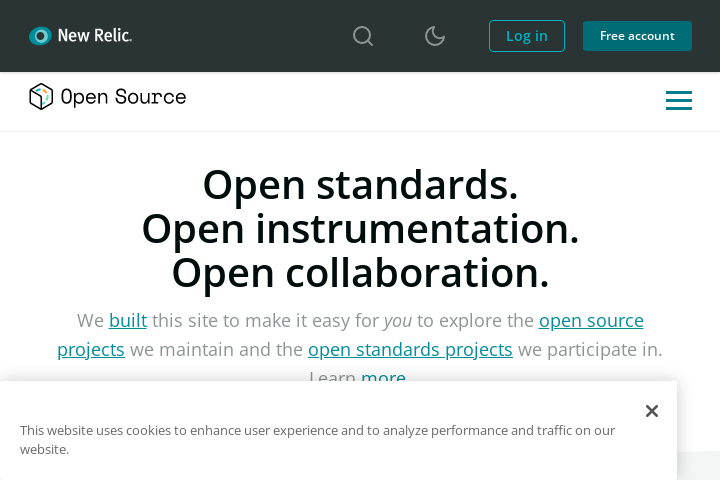 New Relic.
Log in
Free account
Open Source
Open standards.
Open instrumentation.
Open collaboration.
We built this site to make it easy for you to explore the open source
projects we maintain and the open standards projects we participate in.
Learn more
This website uses cookies to enhance user experience and to analyze performance and traffic on our
website.